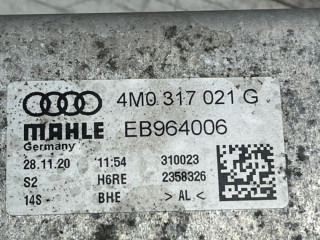 4M0 317 021 G
MAHLE EB964006
Germany
28.11.20 11:54 310023
S2 H6RE 2358326
14S- BHE > AL <